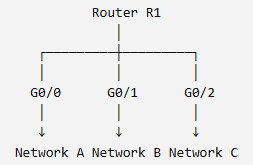 Router R1
G0/0 G0/1 G0/2
Network A Network B Network C